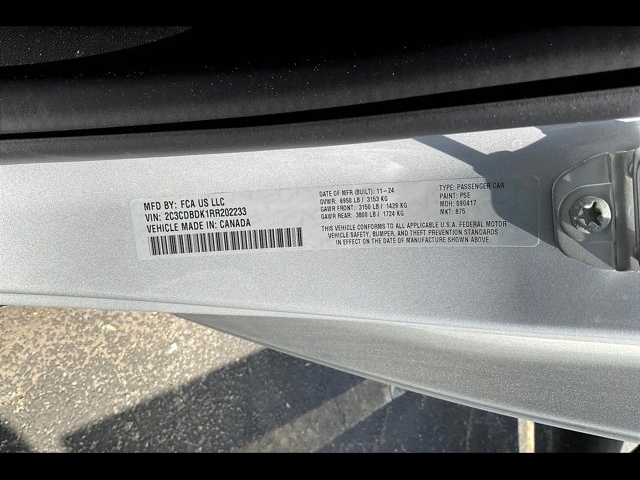 MFD BY: FCA US LLC
VIN: 2C3CDBDK1RR202233
VEHICLE MADE IN: CANADA
DATE OF MFR (BUILT): 11-24
GVWR: 6950 LB / 3153 KG
GAWR FRONT: 3150 LB / 1429 KG
GAWR REAR: 3800 LB / 1724 KG
TYPE: PASSENGER CAR
PAINT: PSE
MDH: 090417
MKT: 875
THIS VEHICLE CONFORMS TO ALL APPLICABLE U.S.A. FEDERAL MOTOR
VEHICLE SAFETY, BUMPER, AND THEFT PREVENTION STANDARDS
IN EFFECT ON THE DATE OF MANUFACTURE SHOWN ABOVE.